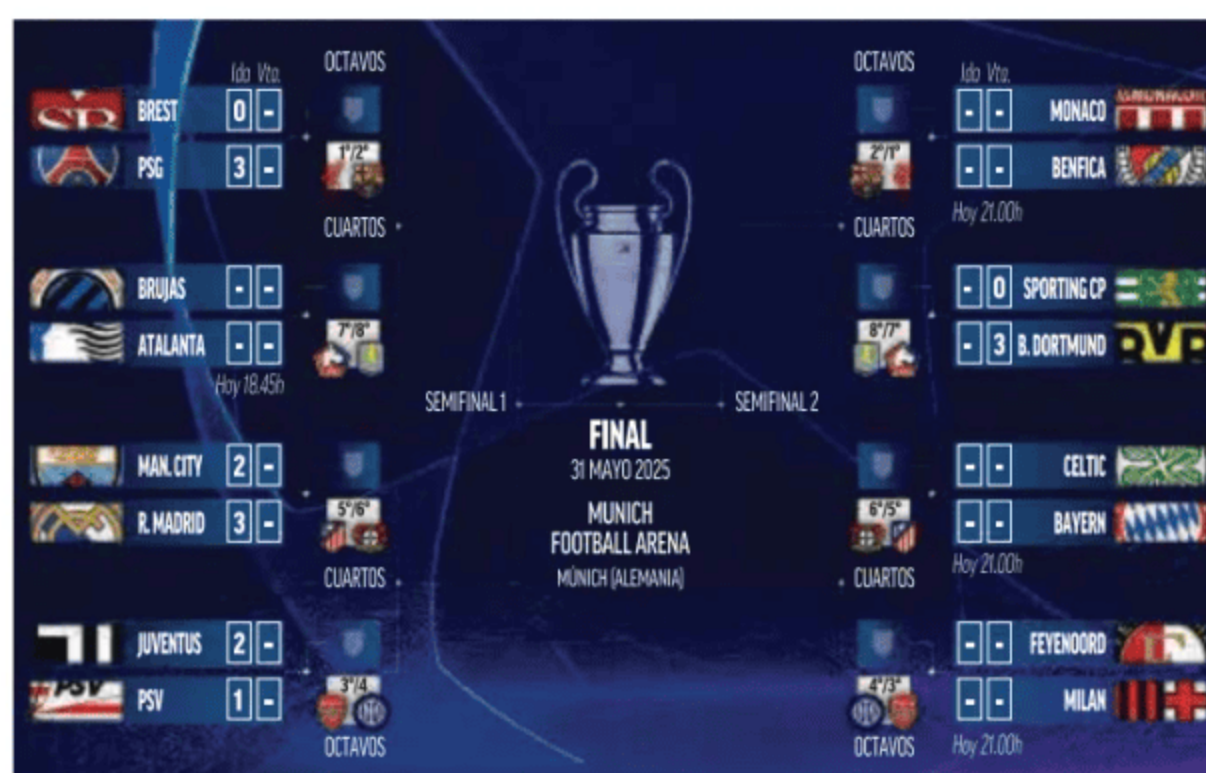 OCTAVOS
Ida Vta.
BREST 0 -
PSG 3 -
1º/2º
CUARTOS
BRUJAS - -
ATALANTA - -
Hoy 18.45h
7º/8º
MAN. CITY 2 -
R. MADRID 3 -
5º/6º
CUARTOS
JUVENTUS 2 -
PSV 1 -
PSV
3º/4
OCTAVOS
SEMIFINAL 1
SEMIFINAL 2
FINAL
31 MAYO 2025
MUNICH
FOOTBALL ARENA
MÚNICH (ALEMANIA)
OCTAVOS
Ida Vta.
- - MONACO
- - BENFICA
2º/1º
Hoy 21.00h
CUARTOS
- 0 SPORTING CP
- 3 B. DORTMUND
BVB
8º/7º
- - CELTIC
- - BAYERN
6º/5º
Hoy 21.00h
CUARTOS
- - FEYENOORD
- - MILAN
4º/3º
OCTAVOS
Hoy 21.00h